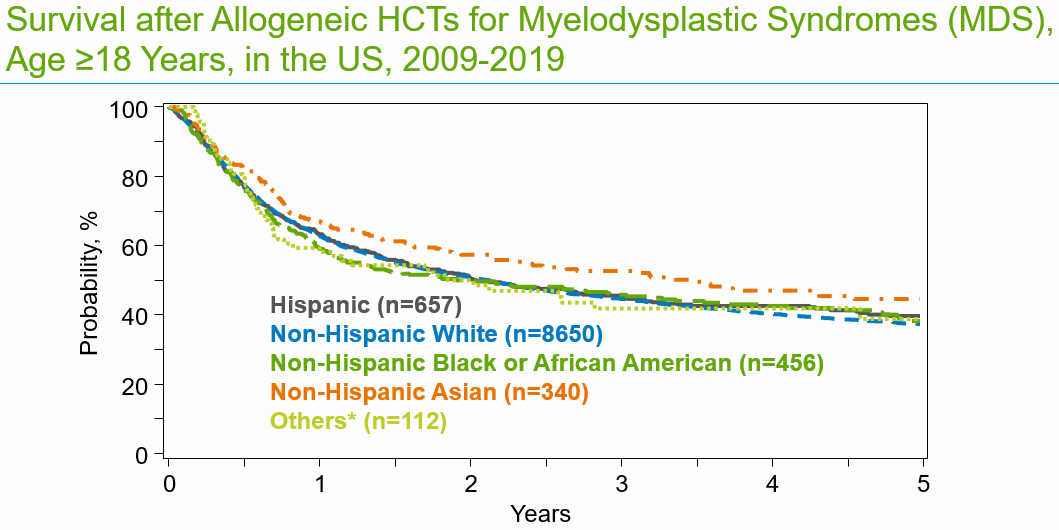 Survival after Allogeneic HCTs for Myelodysplastic Syndromes (MDS),
Age ≥18 Years, in the US, 2009-2019
100
80
60
40
20
0
Probability, %
Hispanic (n=657)
Non-Hispanic White (n=8650)
Non-Hispanic Black or African American (n=456)
Non-Hispanic Asian (n=340)
Others* (n=112)
0 1 2 3 4 5
Years